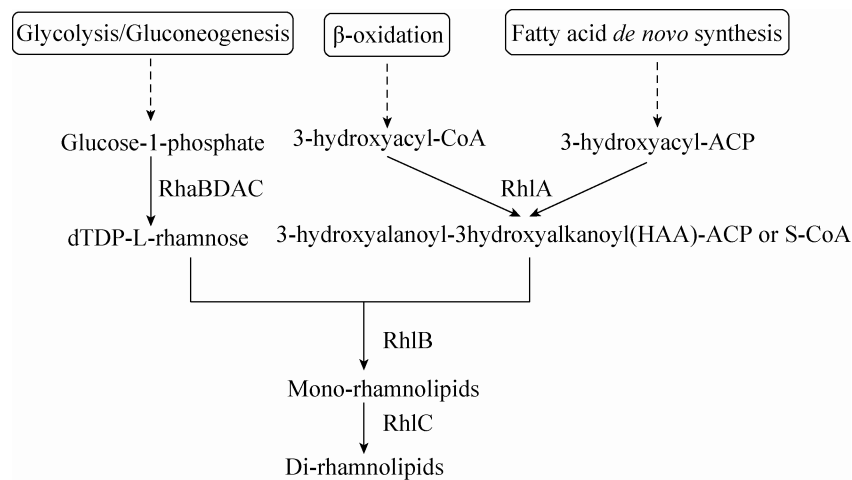 Glycolysis/Gluconeogenesis
β-oxidation
Fatty acid de novo synthesis
Glucose-1-phosphate
3-hydroxyacyl-CoA
3-hydroxyacyl-ACP
RhaBDAC
RhlA
dTDP-L-rhamnose
3-hydroxyalanoyl-3hydroxyalkanoyl(HAA)-ACP or S-CoA
RhlB
Mono-rhamnolipids
RhlC
Di-rhamnolipids